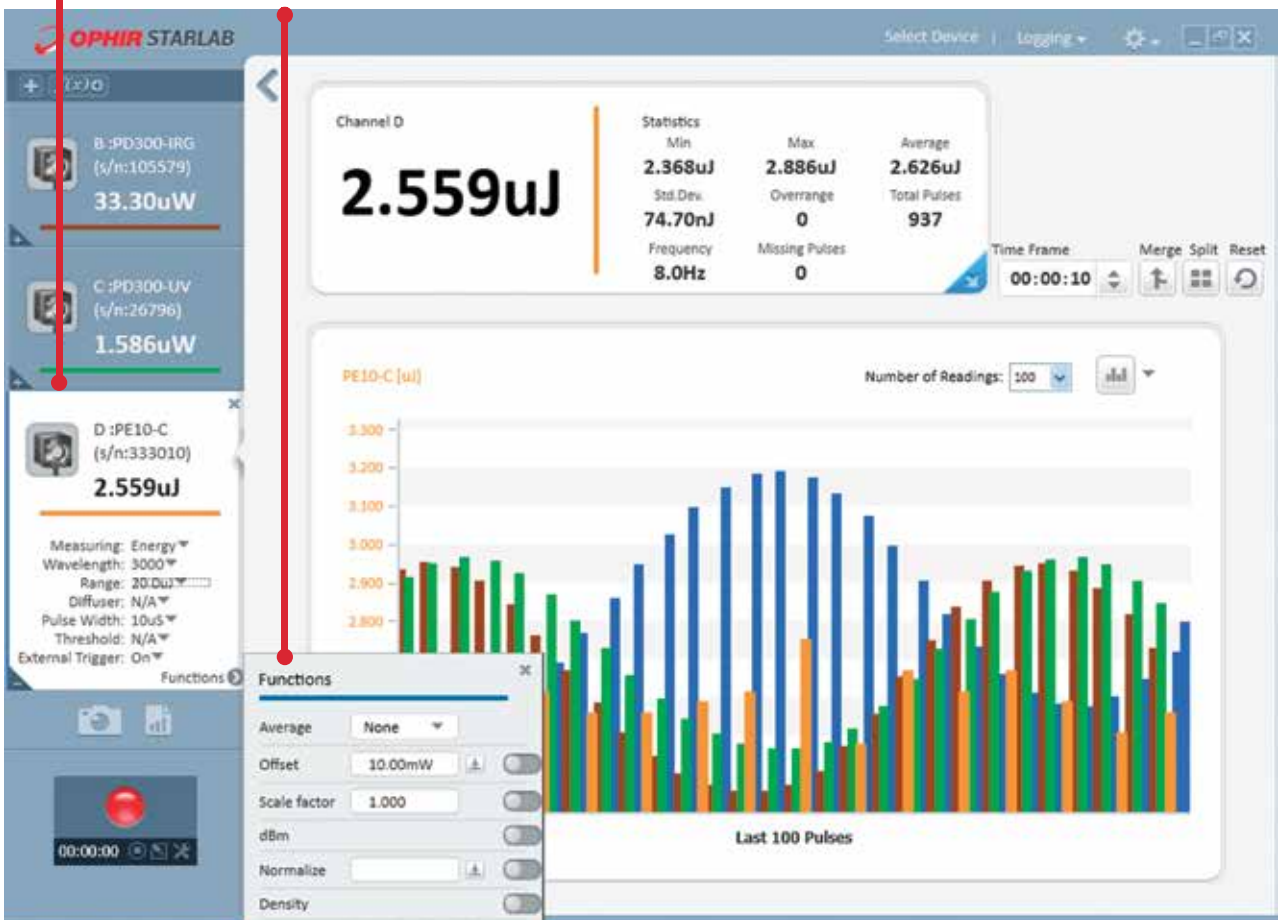 OPHIR STARLAB
Select Device | Logging
B :PD300-IRG
(s/n:105579)
33.30uW
C :PD300-UV
(s/n:26796)
1.586uW
D :PE10-C
(s/n:333010)
2.559uJ
Measuring: Energy
Wavelength: 3000
Range: 20.0uJ
Diffuser: N/A
Pulse Width: 10uS
Threshold: N/A
External Trigger: On
Functions
00:00:00
Channel D
2.559uJ
Statistics
Min Max Average
2.368uJ 2.886uJ 2.626uJ
Std.Dev. Overrange Total Pulses
74.70nJ 0 937
Frequency Missing Pulses
8.0Hz 0
Time Frame Merge Split Reset
00:00:10
PE10-C [uJ]
Number of Readings: 100
3.300
3.200
3.100
3.000
2.900
2.800
Last 100 Pulses
Functions
Average None
Offset 10.00mW
Scale factor 1.000
dBm
Normalize
Density